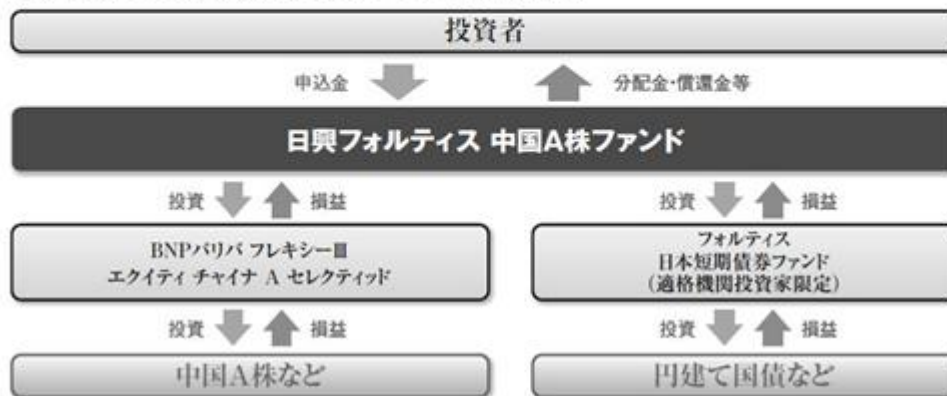 投資者
申込金 分配金・償還金等
日興フォルティス 中国A株ファンド
投資 損益 投資 損益
BNPパリバ フレキシーⅢ
エクイティ チャイナ A セレクティッド
フォルティス
日本短期債券ファンド
(適格機関投資家限定)
投資 損益 投資 損益
中国A株など
円建て国債など